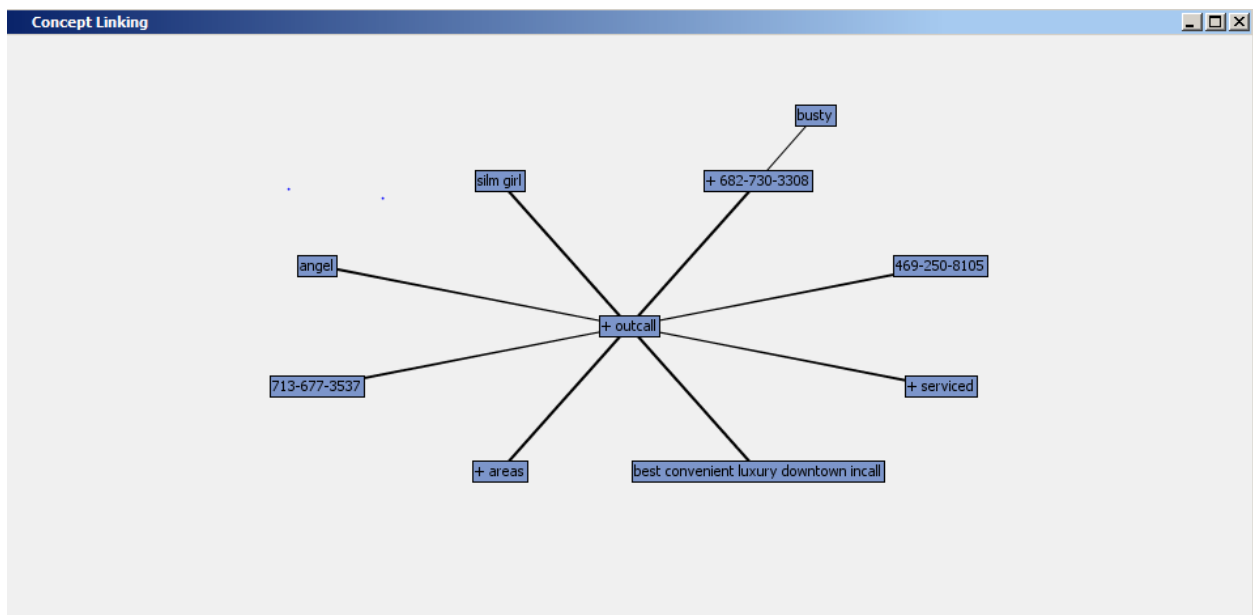 Concept Linking
busty
silm girl
+ 682-730-3308
angel
469-250-8105
+ outcall
713-677-3537
+ serviced
+ areas
best convenient luxury downtown incall